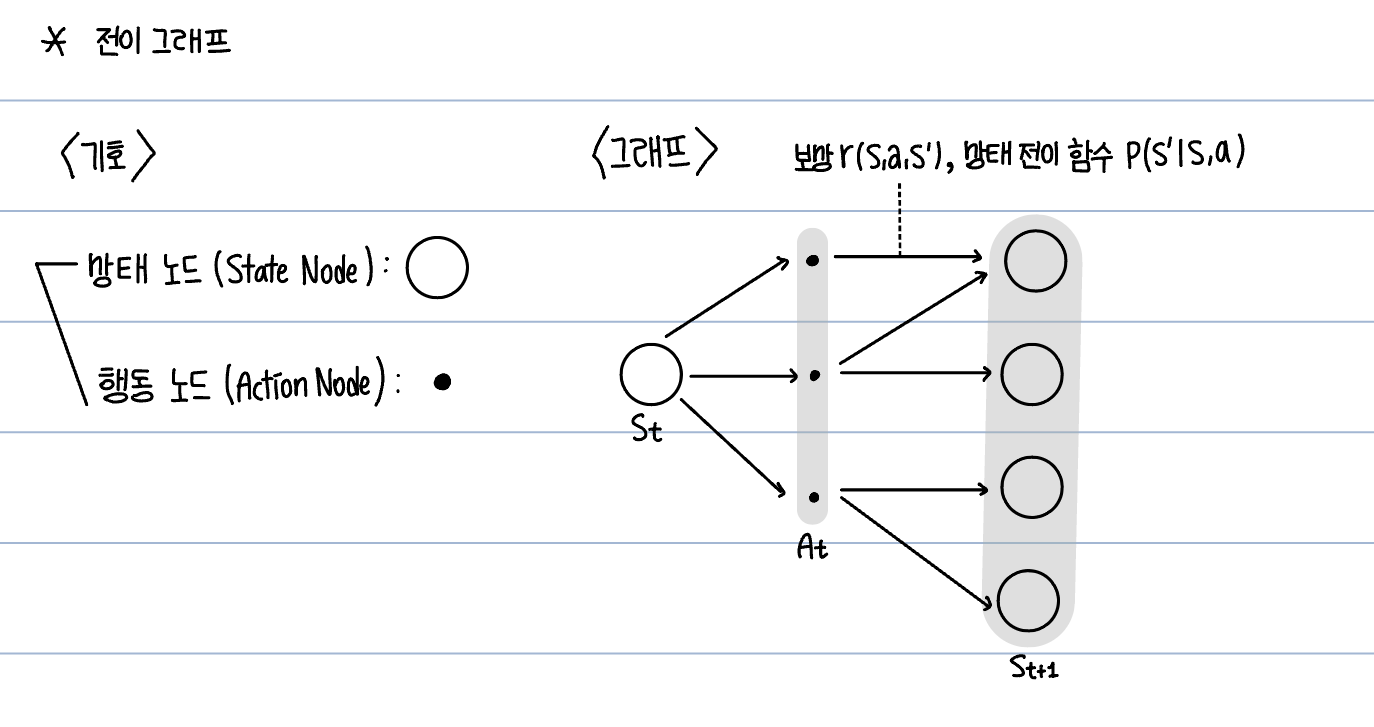 * 전이 그래프
<기호>
상태 노드 (State Node) :
행동 노드 (Action Node) :
<그래프>
보상 r(s,a,s'), 상태 전이 함수 P(s'|s,a)
St
At
St+1